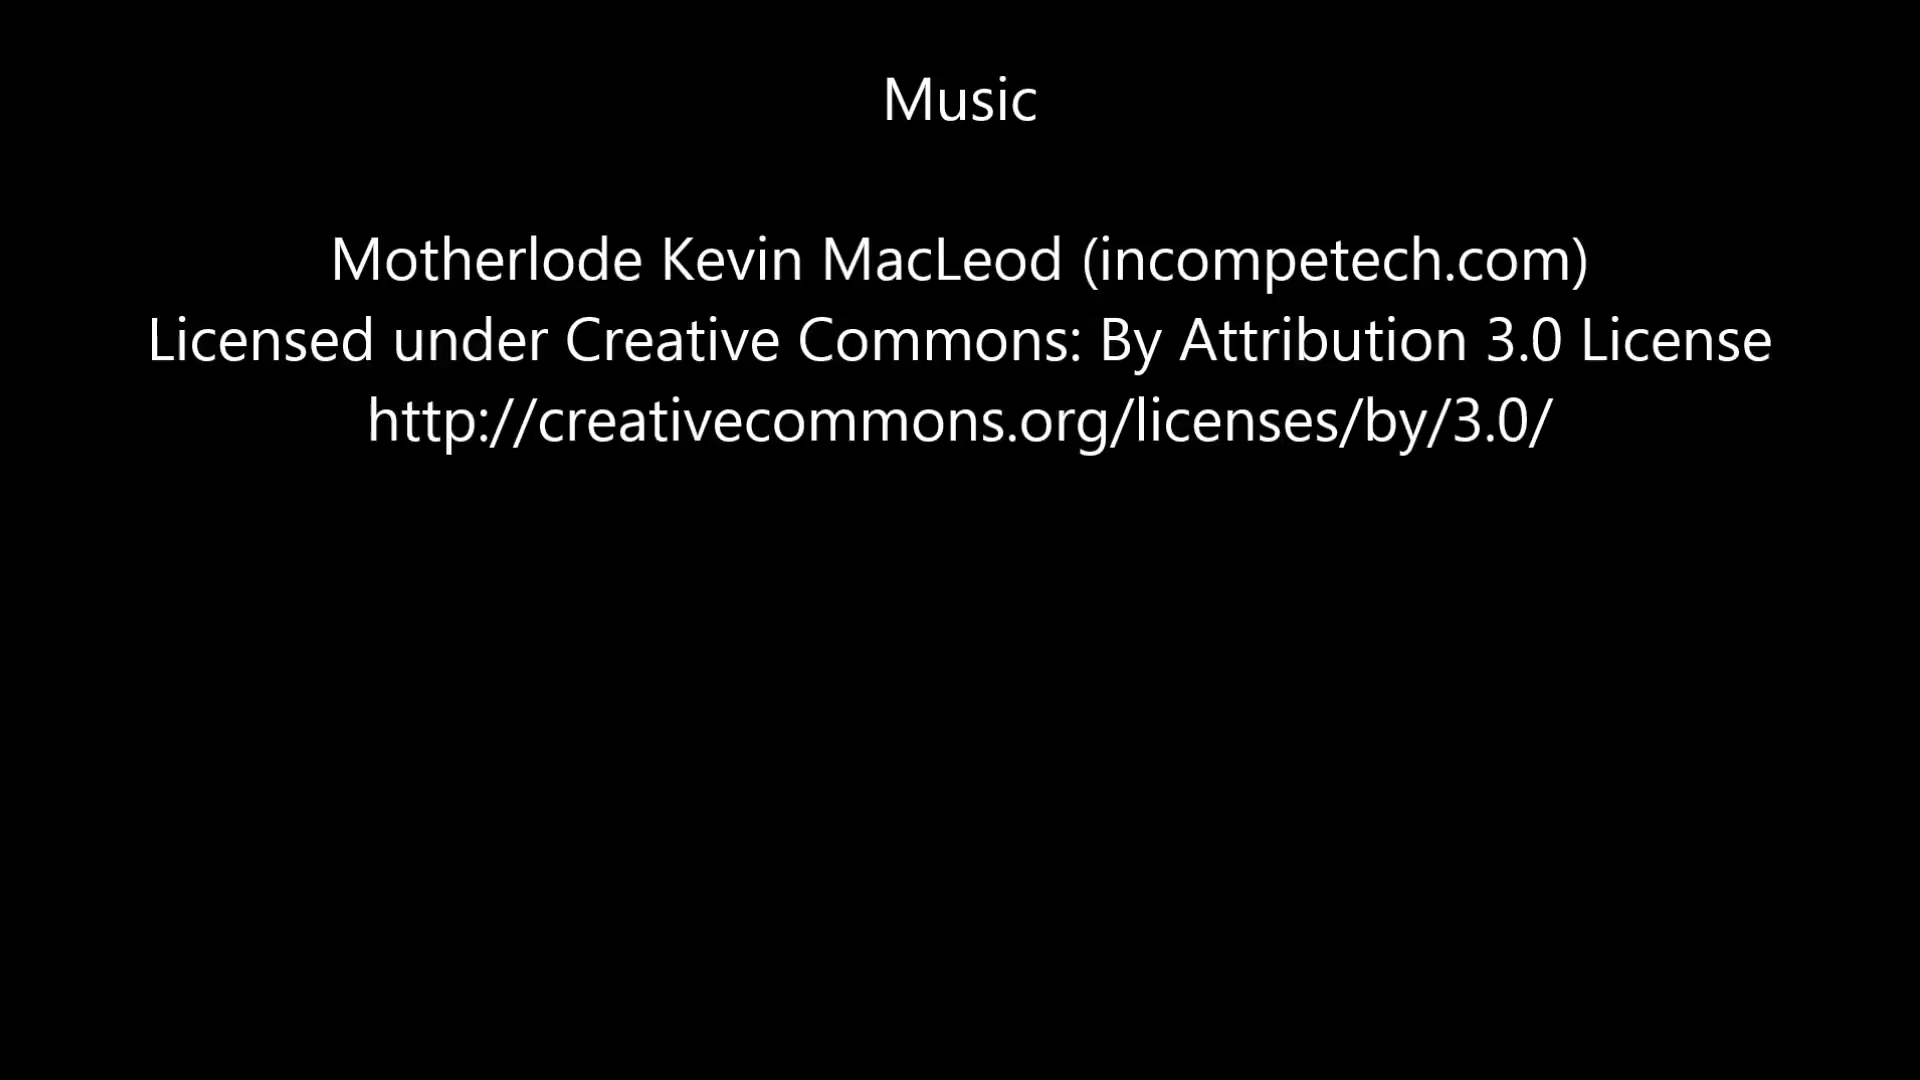 Music
Motherlode Kevin MacLeod (incompetech.com)
Licensed under Creative Commons: By Attribution 3.0 License
http://creativecommons.org/licenses/by/3.0/